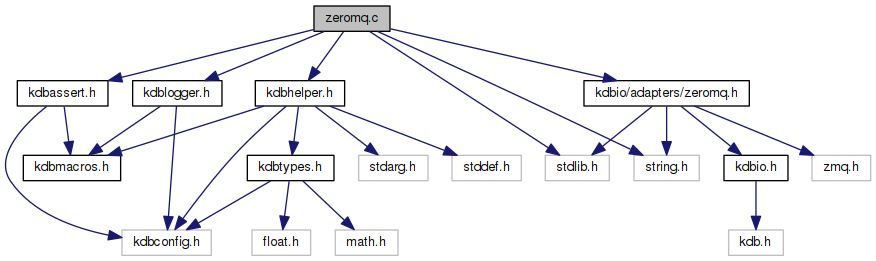 zeromq.c
kdbassert.h
kdblogger.h
kdbhelper.h
kdbio/adapters/zeromq.h
kdbmacros.h
kdbtypes.h
stdarg.h
stddef.h
stdlib.h
string.h
kdbio.h
zmq.h
kdbconfig.h
float.h
math.h
kdb.h